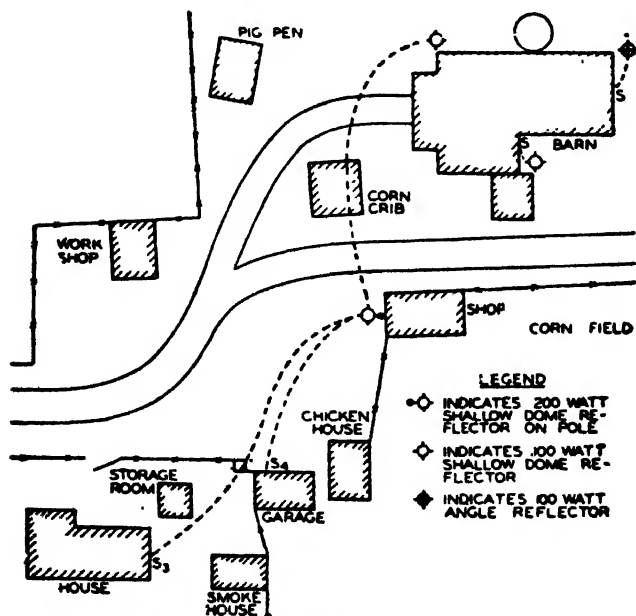 PIG PEN
S
BARN
S
CORN
CRIB
WORK
SHOP
SHOP
CORN FIELD
LEGEND
INDICATES 200 WATT
SHALLOW DOME RE-
FLECTOR ON POLE
INDICATES 100 WATT
SHALLOW DOME RE-
FLECTOR
INDICATES 100 WATT
ANGLE REFLECTOR
CHICKEN
HOUSE
S4
STORAGE
ROOM
GARAGE
S3
HOUSE
SMOKE
HOUSE